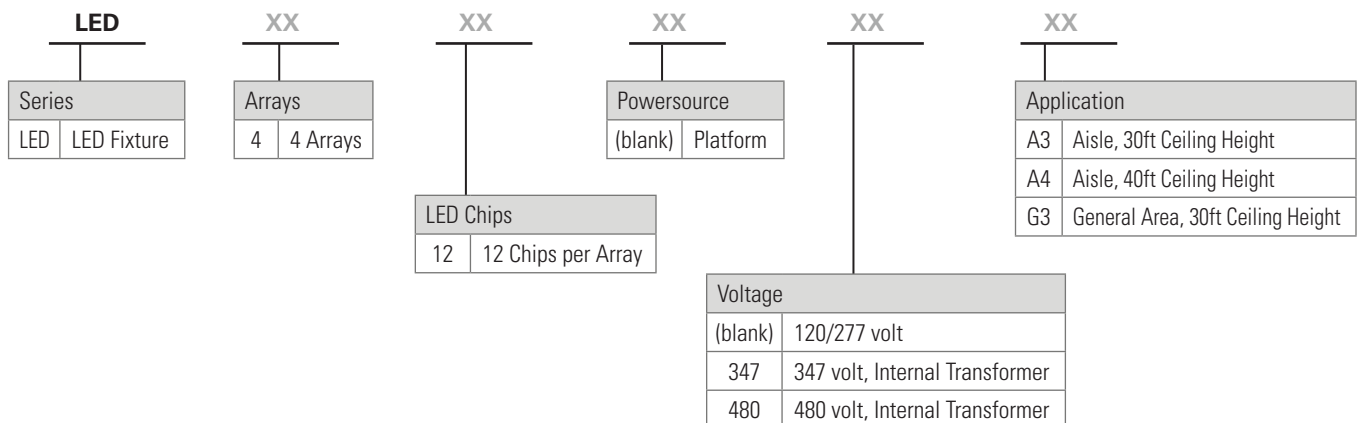 LED XX XX XX XX XX
Series
LED LED Fixture
Arrays
4 4 Arrays
LED Chips
12 12 Chips per Array
Powersource
(blank) Platform
Voltage
(blank) 120/277 volt
347 347 volt, Internal Transformer
480 480 volt, Internal Transformer
Application
A3 Aisle, 30ft Ceiling Height
A4 Aisle, 40ft Ceiling Height
G3 General Area, 30ft Ceiling Height